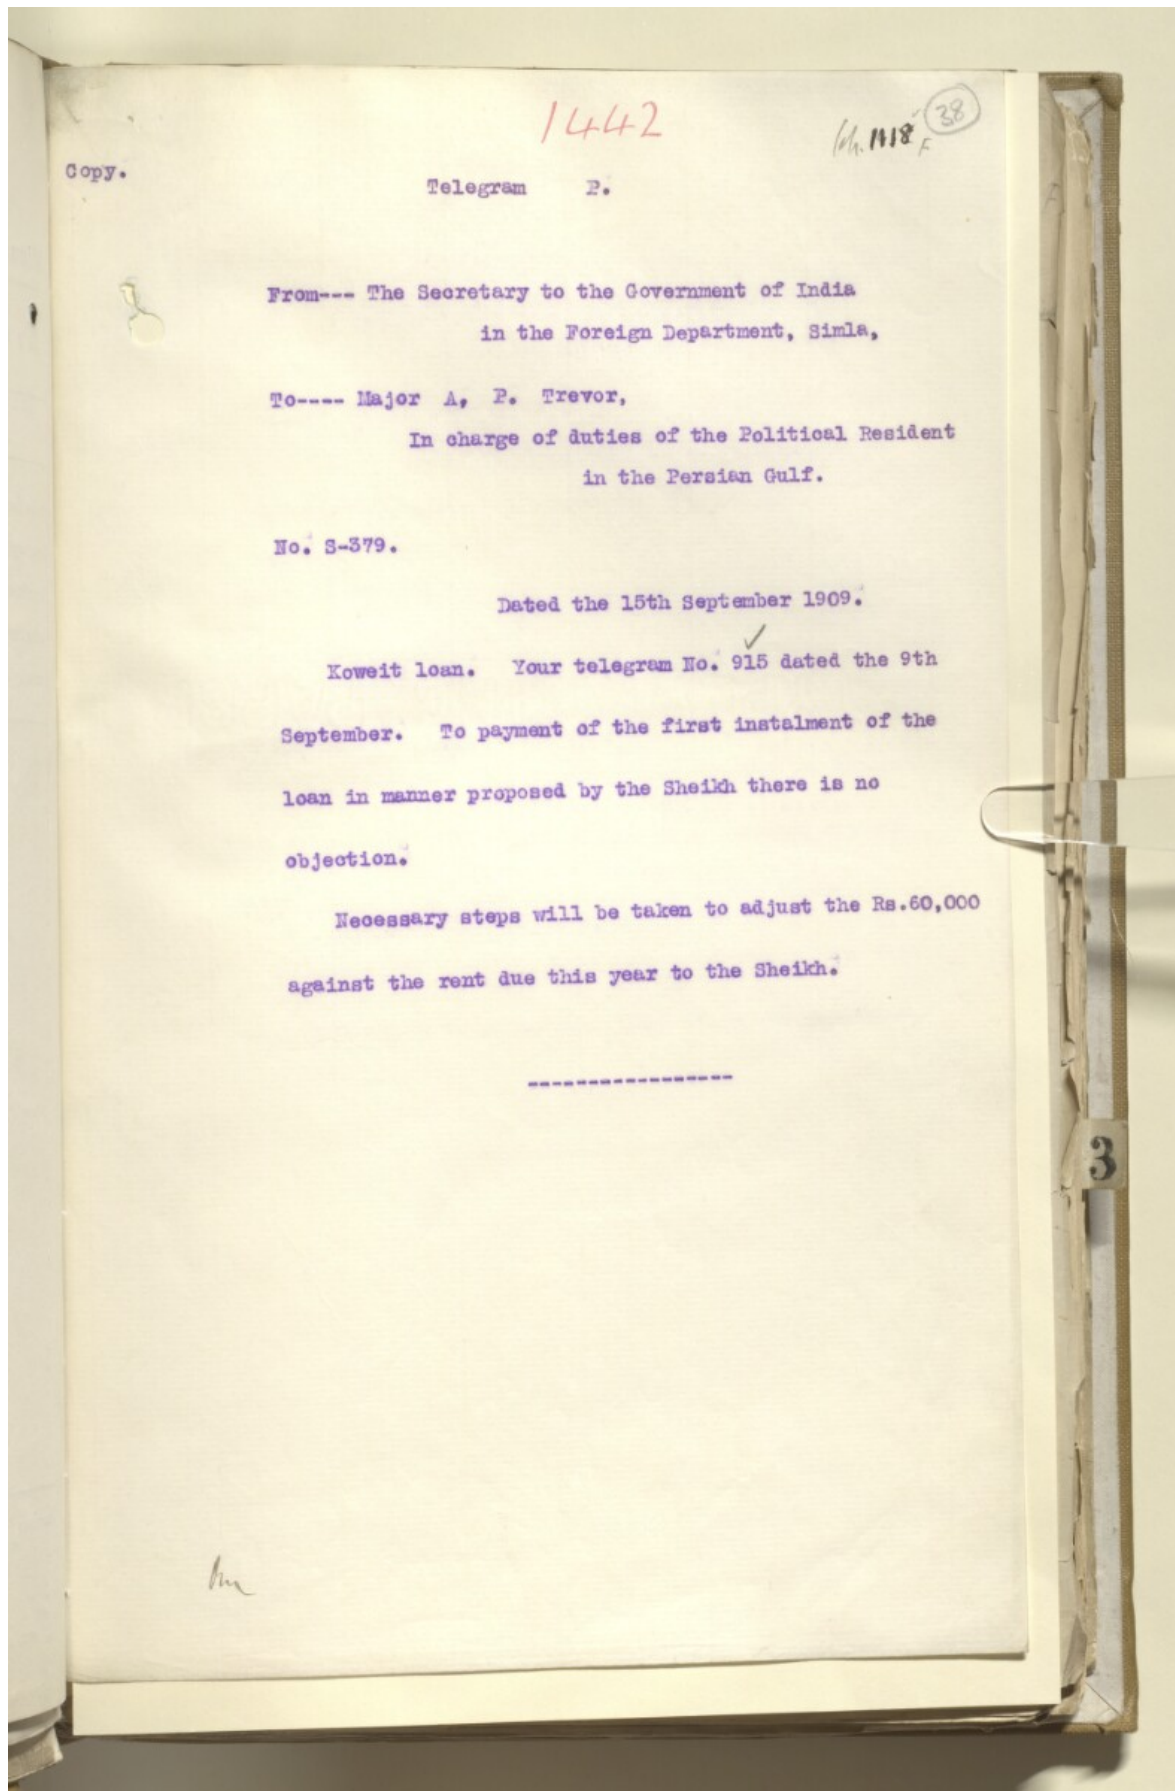 1442
38
1118
Copy.
Telegram P.
From--- The Secretary to the Government of India
in the Foreign Department, Simla,
To---- Major A, P. Trevor,
In charge of duties of the Political Resident
in the Persian Gulf.
No. S-379.
Dated the 15th September 1909.
Koweit loan. Your telegram No. 915 dated the 9th
September. To payment of the first instalment of the
loan in manner proposed by the Sheikh there is no
objection.
Necessary steps will be taken to adjust the Rs.60,000
against the rent due this year to the Sheikh.
-----------------
3